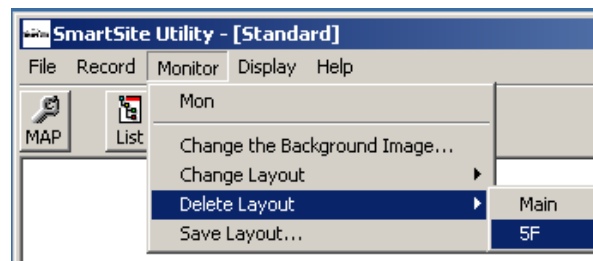 SmartSite Utility - [Standard]
File Record Monitor Display Help
MAP
List
Mon
Change the Background Image...
Change Layout
Delete Layout
Save Layout...
Main
5F